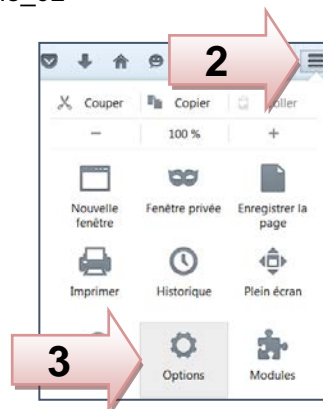 2
Couper Copier oller
100 %
Nouvelle fenêtre
Fenêtre privée
Enregistrer la page
Imprimer
Historique
Plein écran
3
Options
Modules